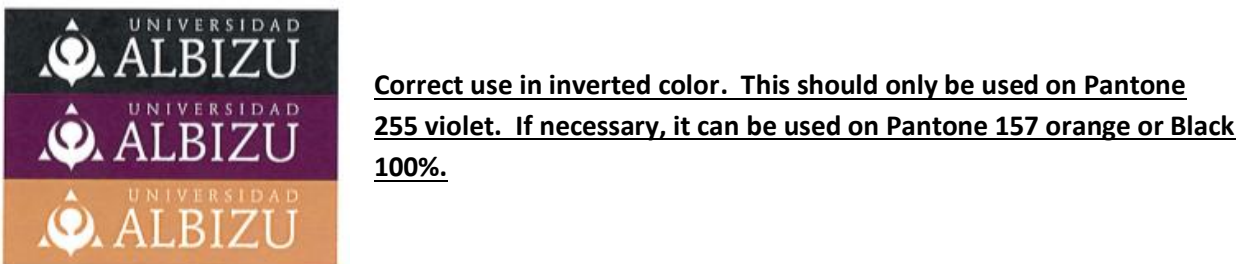 UNIVERSIDAD
ALBIZU
UNIVERSIDAD
ALBIZU
UNIVERSIDAD
ALBIZU
Correct use in inverted color.  This should only be used on Pantone
255 violet.  If necessary, it can be used on Pantone 157 orange or Black
100%.